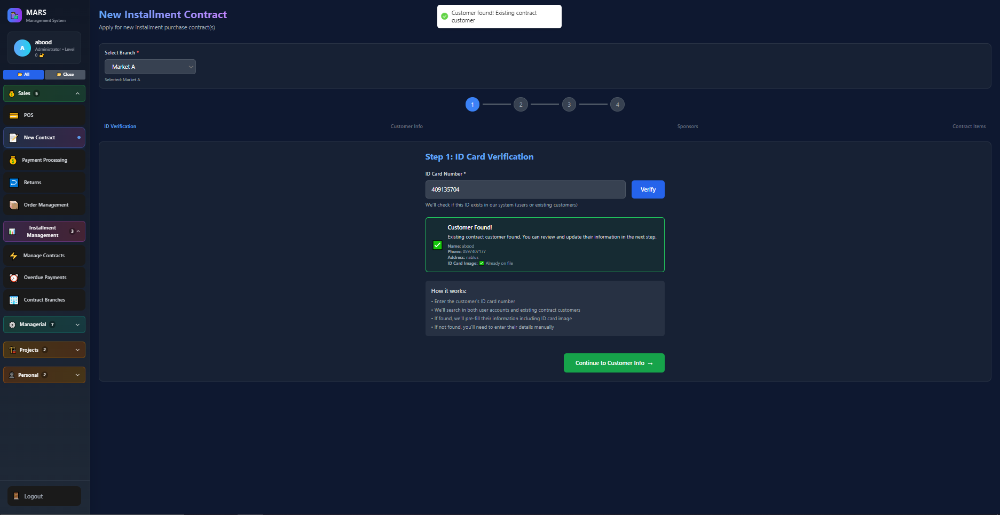 MARS
Management System
A
abood
Administrator • Level
0
All
Close
Sales 5
POS
New Contract
Payment Processing
Returns
Order Management
Installment
Management
3
Manage Contracts
Overdue Payments
Contract Branches
Managerial 7
Projects 2
Personal 2
Logout
New Installment Contract
Apply for new installment purchase contract(s)
Customer found! Existing contract
customer
Select Branch *
Market A
Selected: Market A
1
2
3
4
ID Verification
Customer Info
Sponsors
Contract Items
Step 1: ID Card Verification
ID Card Number *
409135704
Verify
We'll check if this ID exists in our system (users or existing customers)
Customer Found!
Existing contract customer found. You can review and update their information in the next step.
Name: abood
Phone: 0597407177
Address: nablus
ID Card Image: ✅ Already on file
How it works:
• Enter the customer's ID card number
• We'll search in both user accounts and existing contract customers
• If found, we'll pre-fill their information including ID card image
• If not found, you'll need to enter their details manually
Continue to Customer Info →